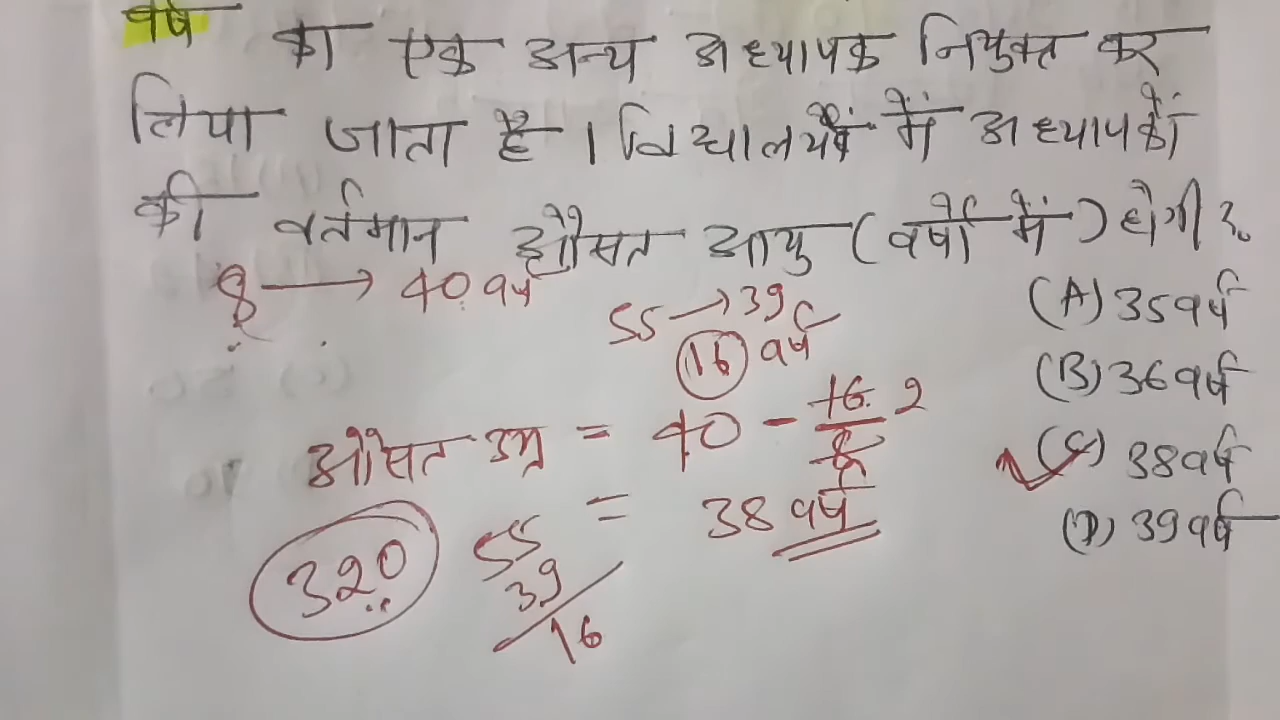 वर्ष का एक अन्य अध्यापक नियुक्त कर
लिया जाता है । विद्यालय में अध्यापकों
की वर्तमान औसत आयु (वर्षों में) होगी ?
8 → 40 वर्ष
55 → 39
16 वर्ष
(A) 35 वर्ष
(B) 36 वर्ष
(C) 38 वर्ष
(D) 39 वर्ष
औसत उम्र = 40 - 16/8 2
= 38 वर्ष
320
55
39
16